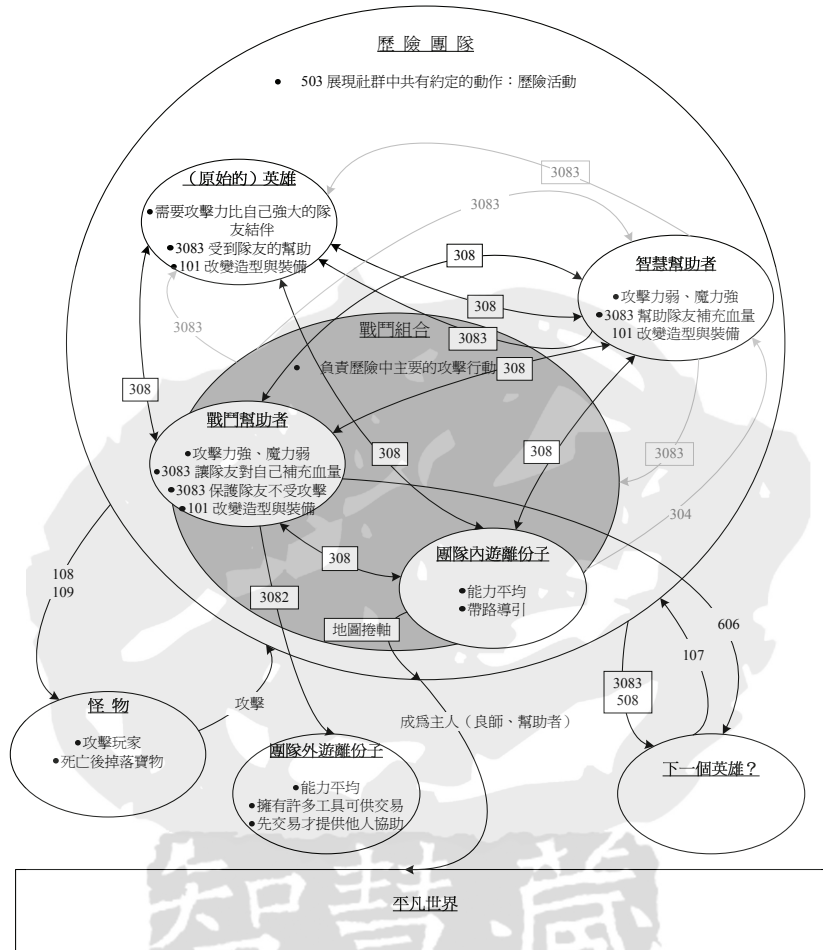 歷 險 團 隊
● 503 展現社群中共有約定的動作：歷險活動
（原始的）英雄
●需要攻擊力比自己強大的隊
友結伴
●3083 受到隊友的幫助
●101 改變造型與裝備
3083
3083
智慧幫助者
●攻擊力弱、魔力強
●3083 幫助隊友補充血量
101 改變造型與裝備
308
308
3083
3083
戰鬥組合
● 負責歷險中主要的攻擊行動
308
308
戰鬥幫助者
●攻擊力強、魔力弱
●3083 讓隊友對自己補充血量
●3083 保護隊友不受攻擊
●101 改變造型與裝備
308
308
3083
304
308
團隊內遊離份子
●能力平均
●帶路導引
108
109
3082
地圖捲軸
606
107
3083
508
怪 物
●攻擊玩家
●死亡後掉落寶物
攻擊
成為主人（良師、幫助者）
團隊外遊離份子
●能力平均
●擁有許多工具可供交易
●先交易才提供他人協助
下一個英雄？
平凡世界
智慧藏